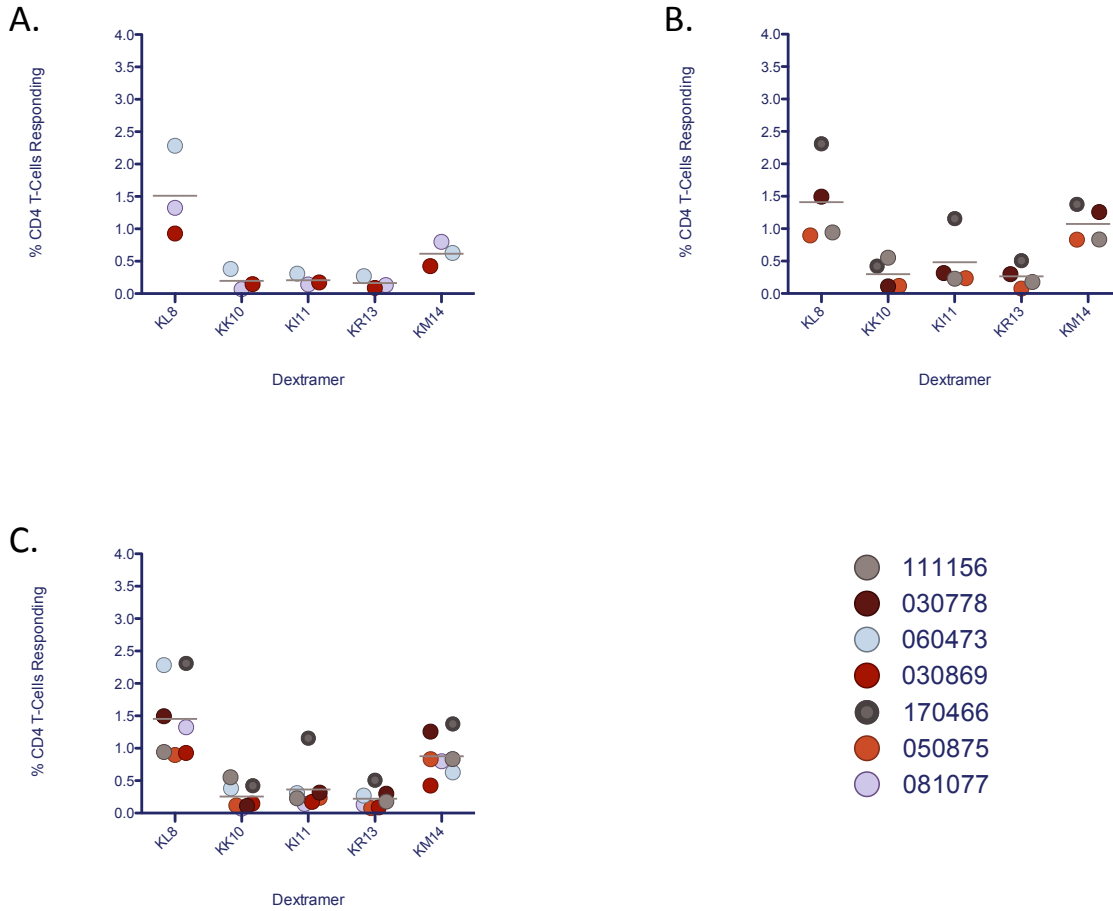 A.
% CD4 T-Cells Responding
4.0
3.5
3.0
2.5
2.0
1.5
1.0
0.5
0.0
KL8
KK10
KI11
KR13
KM14
Dextramer
B.
% CD4 T-Cells Responding
4.0
3.5
3.0
2.5
2.0
1.5
1.0
0.5
0.0
KL8
KK10
KI11
KR13
KM14
Dextramer
C.
% CD4 T-Cells Responding
4.0
3.5
3.0
2.5
2.0
1.5
1.0
0.5
0.0
KL8
KK10
KI11
KR13
KM14
Dextramer
111156
030778
060473
030869
170466
050875
081077